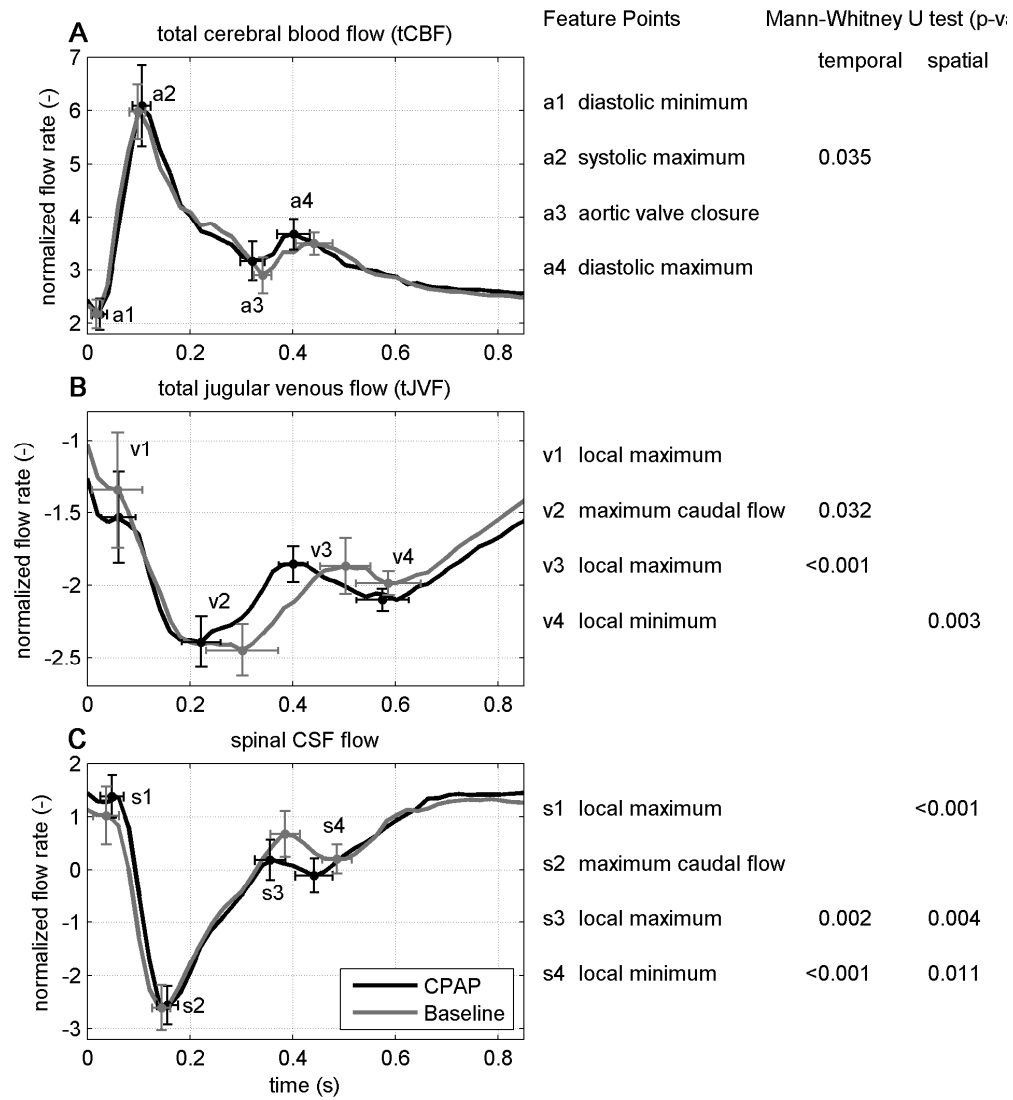 Feature Points Mann-Whitney U test (p-v
temporal spatial
A total cerebral blood flow (tCBF)
normalized flow rate (-)
7
6
5
4
3
2
0 0.2 0.4 0.6 0.8
a1
a2
a3
a4
a1 diastolic minimum
a2 systolic maximum 0.035
a3 aortic valve closure
a4 diastolic maximum
B total jugular venous flow (tJVF)
normalized flow rate (-)
-1
-1.5
-2
-2.5
0 0.2 0.4 0.6 0.8
v1
v2
v3
v4
v1 local maximum
v2 maximum caudal flow 0.032
v3 local maximum <0.001
v4 local minimum 0.003
C spinal CSF flow
normalized flow rate (-)
2
1
0
-1
-2
-3
0 0.2 0.4 0.6 0.8
time (s)
s1
s2
s3
s4
CPAP
Baseline
s1 local maximum <0.001
s2 maximum caudal flow
s3 local maximum 0.002 0.004
s4 local minimum <0.001 0.011